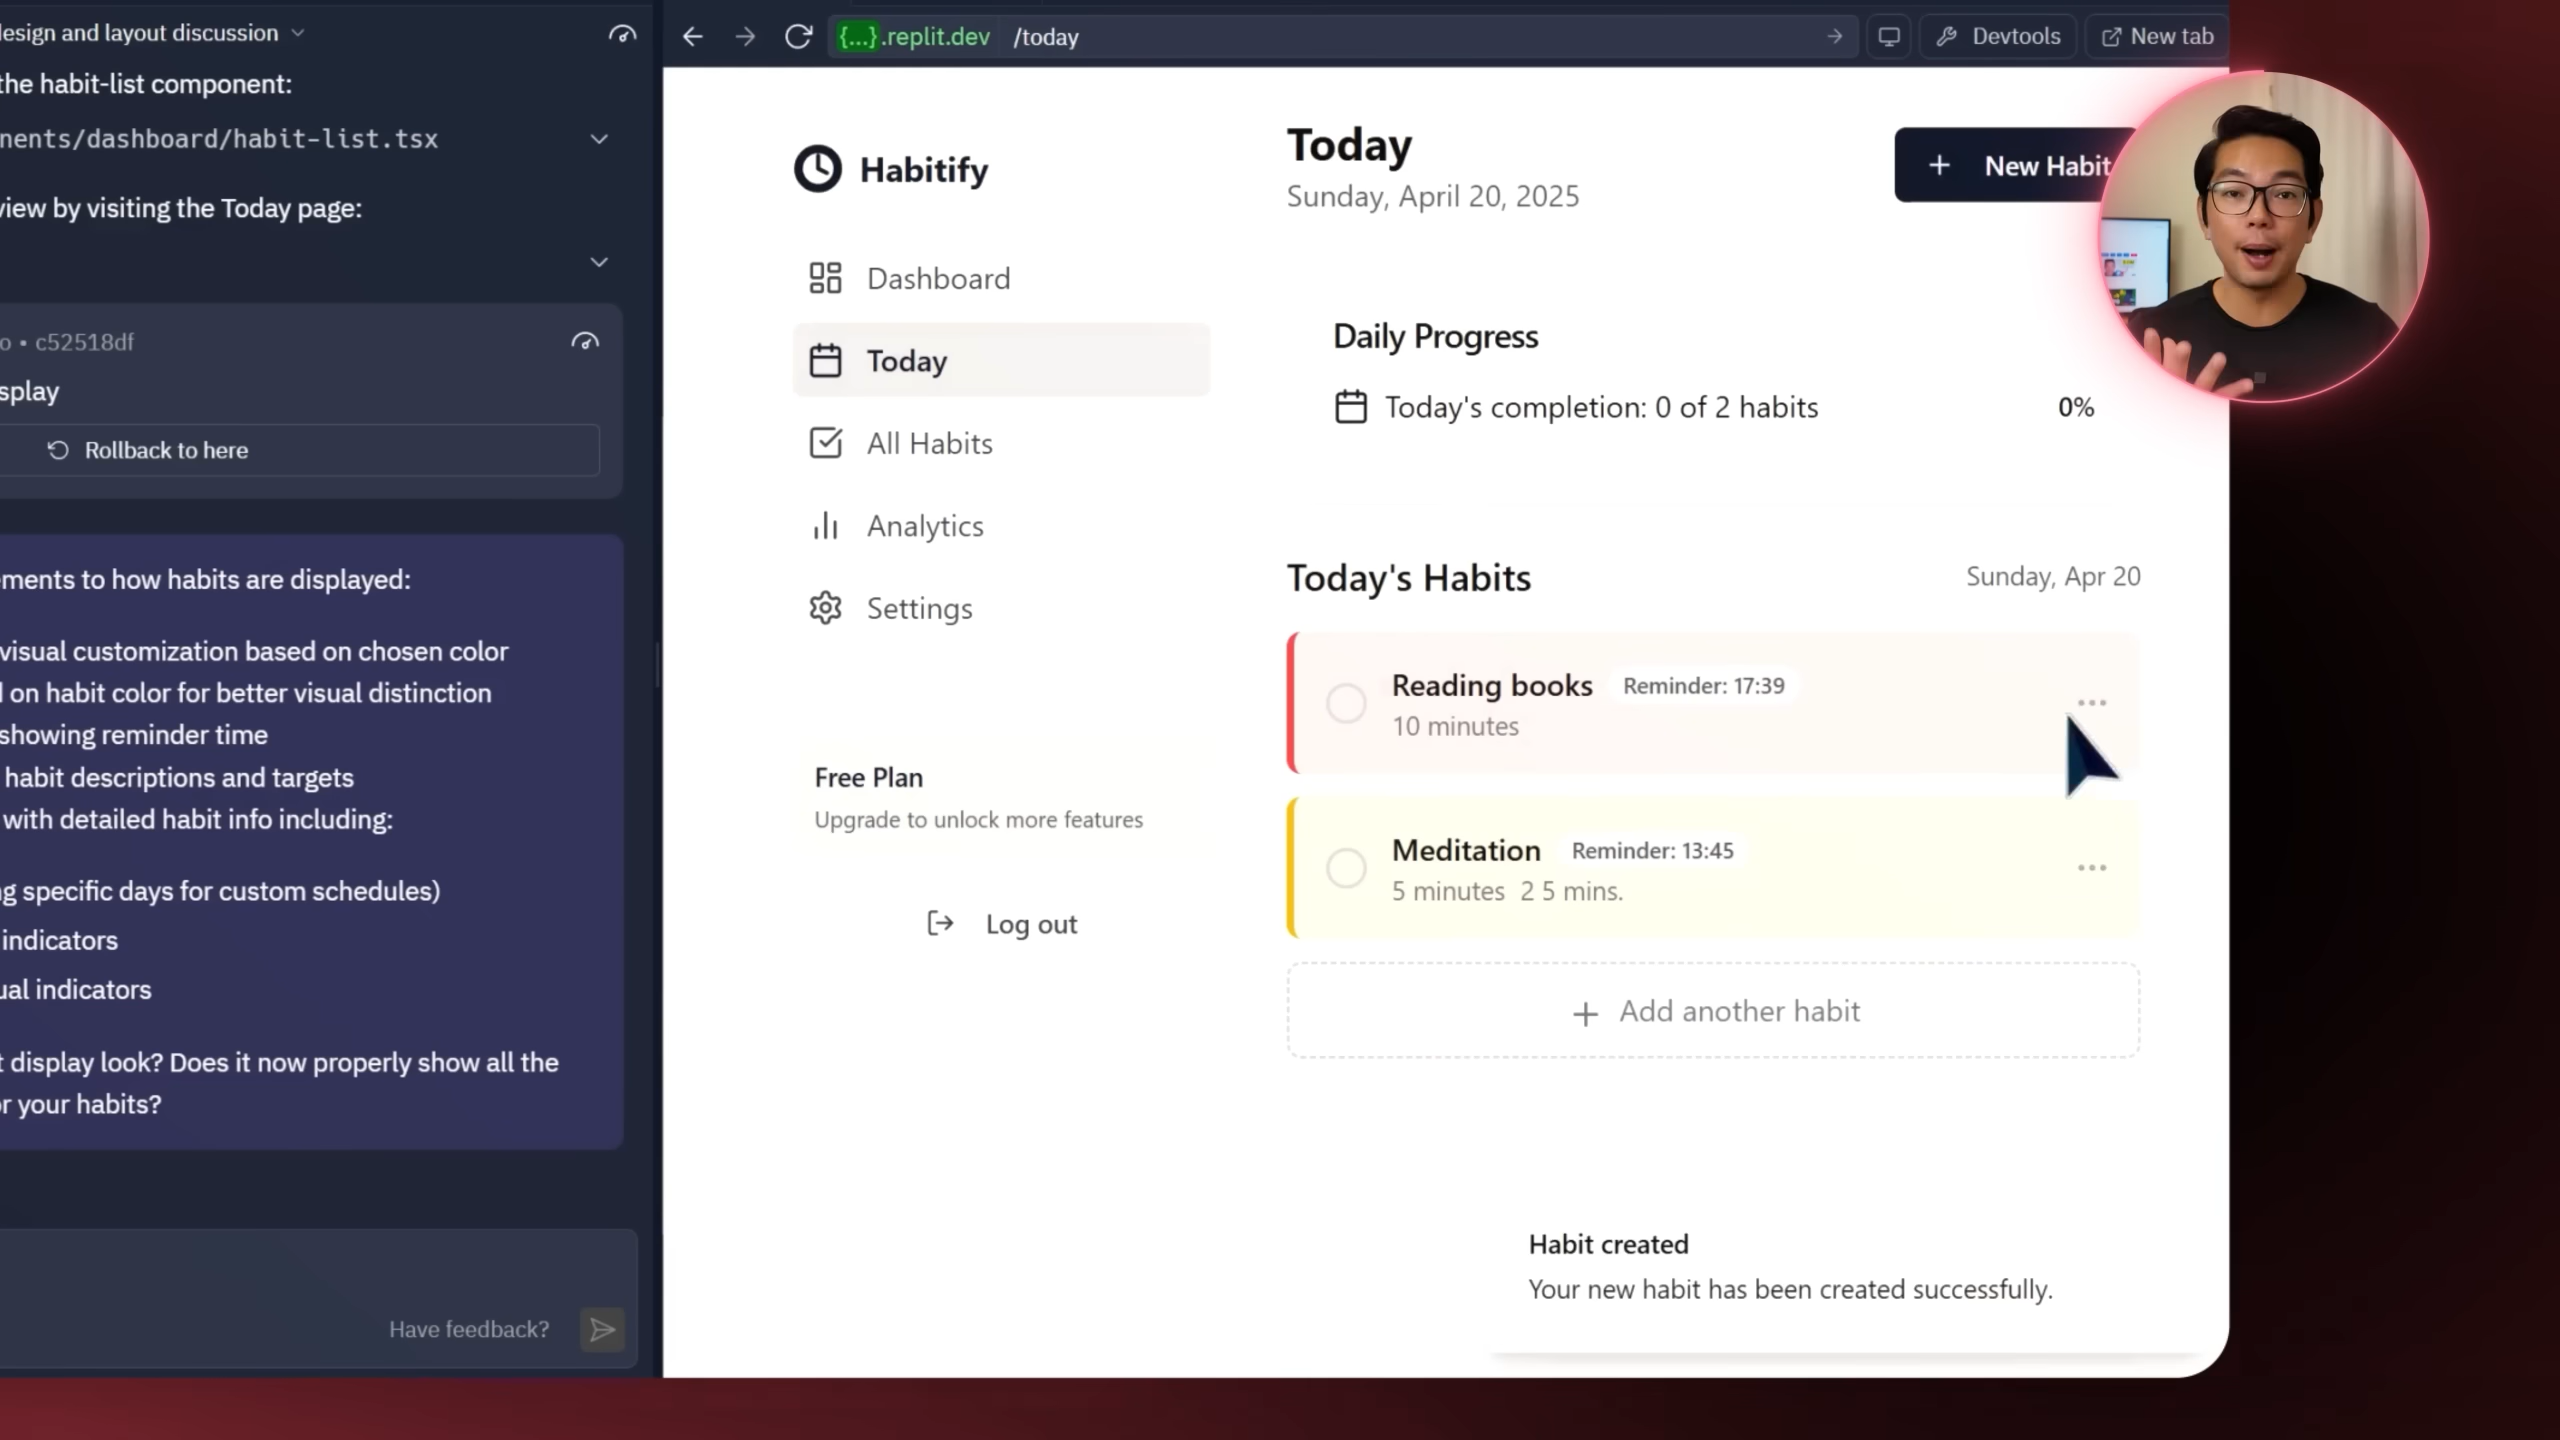 esign and layout discussion
the habit-list component:
nents/dashboard/habit-list.tsx
view by visiting the Today page:
o • c52518df
splay
Rollback to here
ements to how habits are displayed:
visual customization based on chosen color
d on habit color for better visual distinction
showing reminder time
habit descriptions and targets
with detailed habit info including:
ng specific days for custom schedules)
indicators
ual indicators
t display look? Does it now properly show all the
or your habits?
Have feedback?
{...}.replit.dev /today
Devtools
New tab
Habitify
Dashboard
Today
All Habits
Analytics
Settings
Free Plan
Upgrade to unlock more features
Log out
Today
Sunday, April 20, 2025
+ New Habit
Daily Progress
Today's completion: 0 of 2 habits 0%
Today's Habits Sunday, Apr 20
Reading books Reminder: 17:39
10 minutes
Meditation Reminder: 13:45
5 minutes 2 5 mins.
+ Add another habit
Habit created
Your new habit has been created successfully.